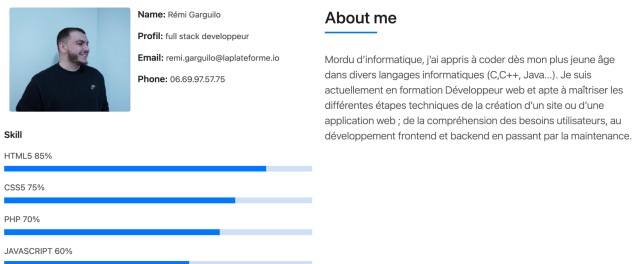 Name: Rémi Garguilo
Profil: full stack developpeur
Email: remi.garguilo@laplateforme.io
Phone: 06.69.97.57.75
Skill
HTML5 85%
CSS5 75%
PHP 70%
JAVASCRIPT 60%
About me
Mordu d'informatique, j'ai appris à coder dès mon plus jeune âge
dans divers langages informatiques (C,C++, Java...). Je suis
actuellement en formation Développeur web et apte à maîtriser les
différentes étapes techniques de la création d'un site ou d'une
application web ; de la compréhension des besoins utilisateurs, au
développement frontend et backend en passant par la maintenance.